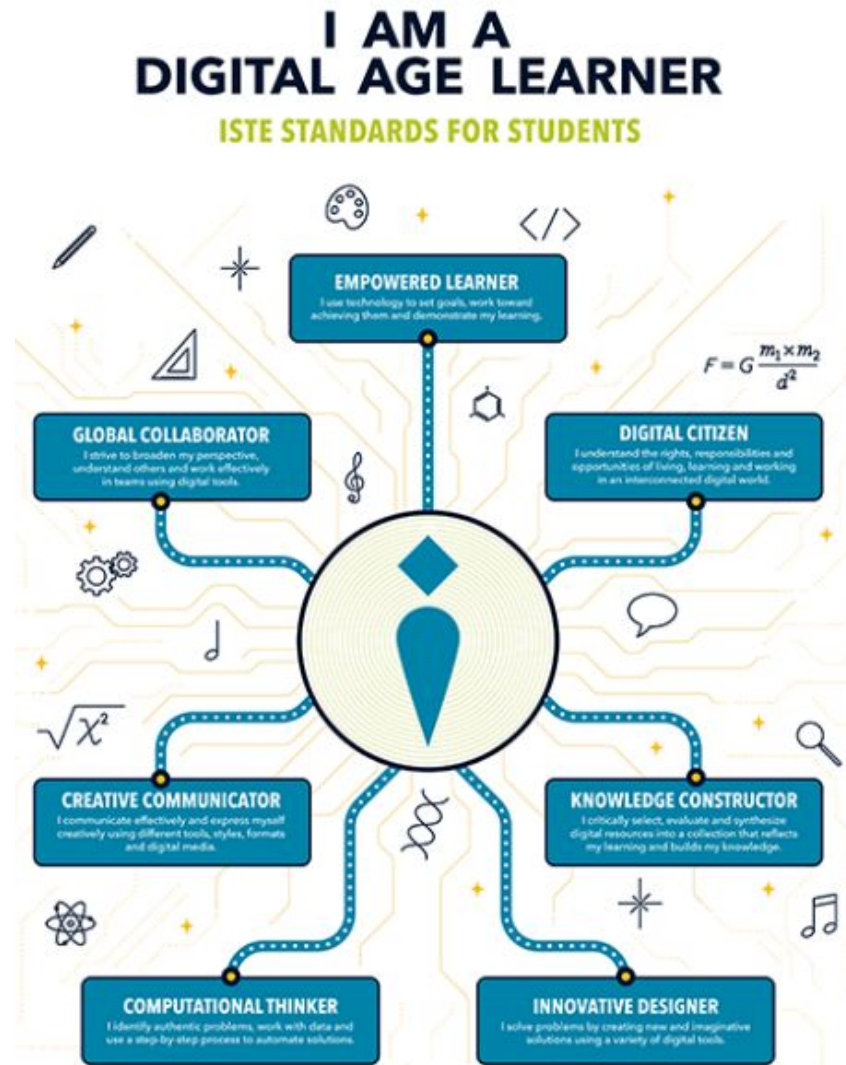 I AM A
DIGITAL AGE LEARNER
ISTE STANDARDS FOR STUDENTS
</>
EMPOWERED LEARNER
I use technology to set goals, work toward
achieving them and demonstrate my learning.
F = G m₁ × m₂
d²
GLOBAL COLLABORATOR
I strive to broaden my perspective,
understand others and work effectively
in teams using digital tools.
DIGITAL CITIZEN
I understand the rights, responsibilities and
opportunities of living, learning and working
in an interconnected digital world.
√x²
CREATIVE COMMUNICATOR
I communicate effectively and express myself
creatively using different tools, styles, formats
and digital media.
KNOWLEDGE CONSTRUCTOR
I critically select, evaluate and synthesize
digital resources into a collection that reflects
my learning and builds my knowledge.
COMPUTATIONAL THINKER
I identify authentic problems, work with data and
use a step-by-step process to automate solutions.
INNOVATIVE DESIGNER
I solve problems by creating new and imaginative
solutions using a variety of digital tools.